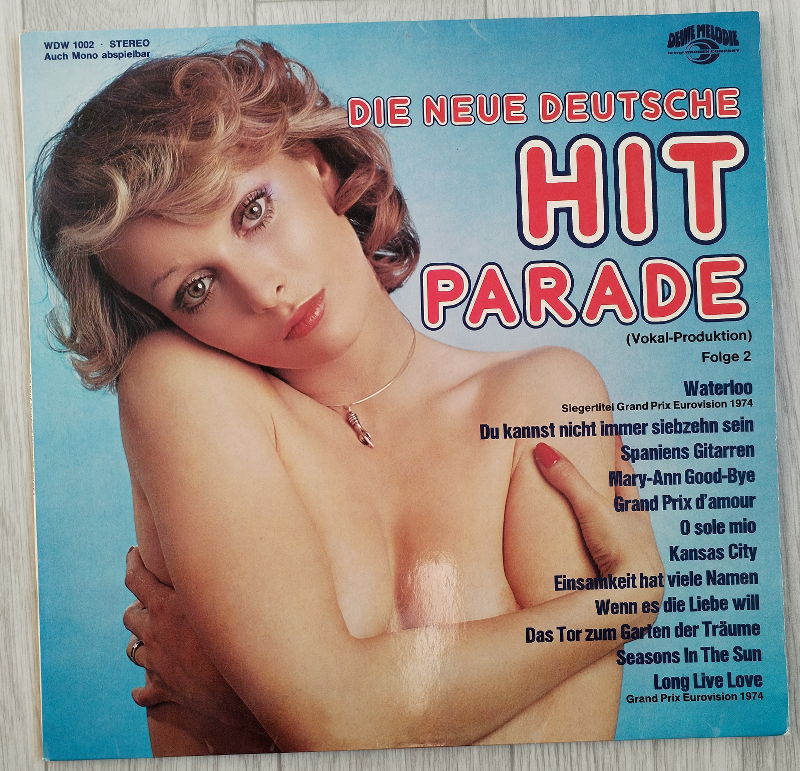 WDW 1002 · STEREO
Auch Mono abspielbar
DEINE MELODIE
DIE NEUE DEUTSCHE
HIT
PARADE
(Vokal-Produktion)
Folge 2
Waterloo
Siegertitel Grand Prix Eurovision 1974
Du kannst nicht immer siebzehn sein
Spaniens Gitarren
Mary-Ann Good-Bye
Grand Prix d'amour
O sole mio
Kansas City
Einsamkeit hat viele Namen
Wenn es die Liebe will
Das Tor zum Garten der Träume
Seasons In The Sun
Long Live Love
Grand Prix Eurovision 1974